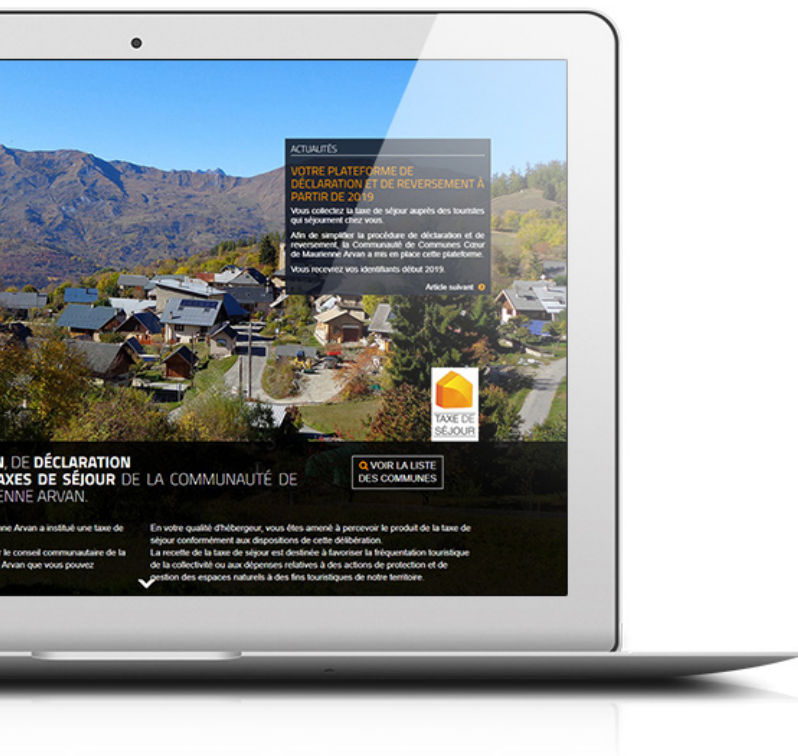 ACTUALITÉS
VOTRE PLATEFORME DE
DÉCLARATION ET DE REVERSEMENT À
PARTIR DE 2019
Vous collectez la taxe de séjour auprès des touristes
qui séjournent chez vous.
Afin de simplifier la procédure de déclaration et de
reversement, la Communauté de Communes Cœur
de Maurienne Arvan a mis en place cette plateforme.
Vous recevrez vos identifiants début 2019.
Article suivant
TAXE DE
SÉJOUR
N, DE DÉCLARATION
AXES DE SÉJOUR DE LA COMMUNAUTÉ DE
ENNE ARVAN.
VOIR LA LISTE
DES COMMUNES
nne Arvan a institué une taxe de
r le conseil communautaire de la
Arvan que vous pouvez
En votre qualité d'hébergeur, vous êtes amené à percevoir le produit de la taxe de
séjour conformément aux dispositions de cette délibération.
La recette de la taxe de séjour est destinée à favoriser la fréquentation touristique
de la collectivité ou aux dépenses relatives à des actions de protection et de
gestion des espaces naturels à des fins touristiques de notre territoire.